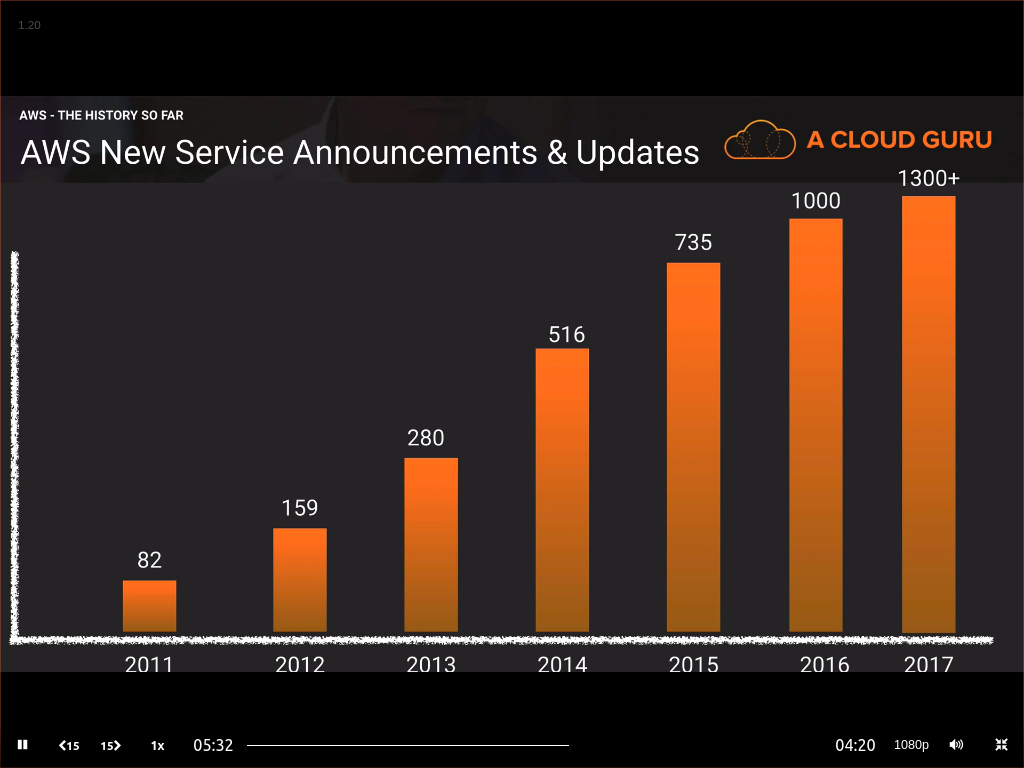 1.20
AWS - THE HISTORY SO FAR
AWS New Service Announcements & Updates
A CLOUD GURU
1300+
1000
735
516
280
159
82
2011 2012 2013 2014 2015 2016 2017
15 15 1x 05:32 04:20 1080p